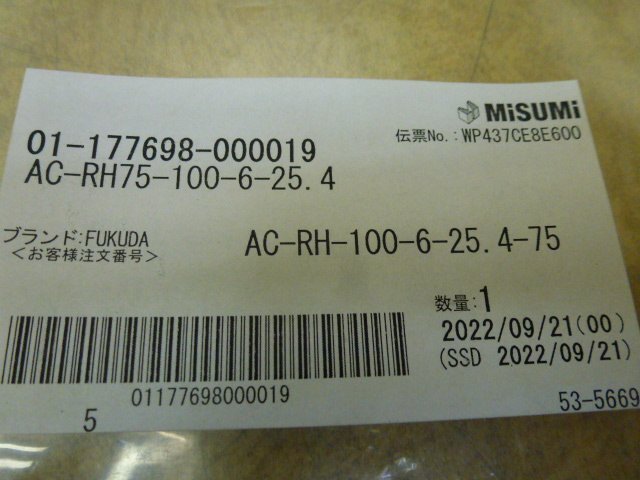 MiSUMi
伝票No.:WP437CE8E600
01-177698-000019
AC-RH75-100-6-25.4
ブランド:FUKUDA
AC-RH-100-6-25.4-75
<お客様注文番号>
数量:1
2022/09/21(00)
(SSD 2022/09/21)
01177698000019
5
53-5669